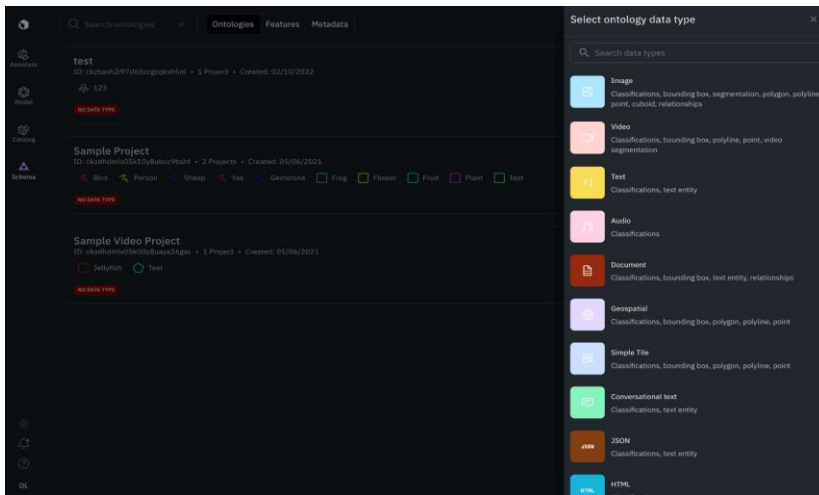 Search ontologies
Ontologies Features Metadata
Annotate
Model
Catalog
Schema
DL
test
1 Project • Created: 02/10/2022
123
NO DATA TYPE
Sample Project
2 Projects • Created: 05/06/2021
Bird Person Sheep Yak Gemstone Frog Flower Fruit Plant Test
NO DATA TYPE
Sample Video Project
1 Project • Created: 05/06/2021
Jellyfish Test
NO DATA TYPE
Select ontology data type
Search data types
Image
Classifications, bounding box, segmentation, polygon, polyline
point, cuboid, relationships
Video
Classifications, bounding box, polyline, point, video
segmentation
Text
Classifications, text entity
Audio
Classifications
Document
Classifications, bounding box, text entity, relationships
Geospatial
Classifications, bounding box, polygon, polyline, point
Simple Tile
Classifications, bounding box, polygon, polyline, point
Conversational text
Classifications, text entity
JSON
JSON
Classifications, text entity
HTML
HTML